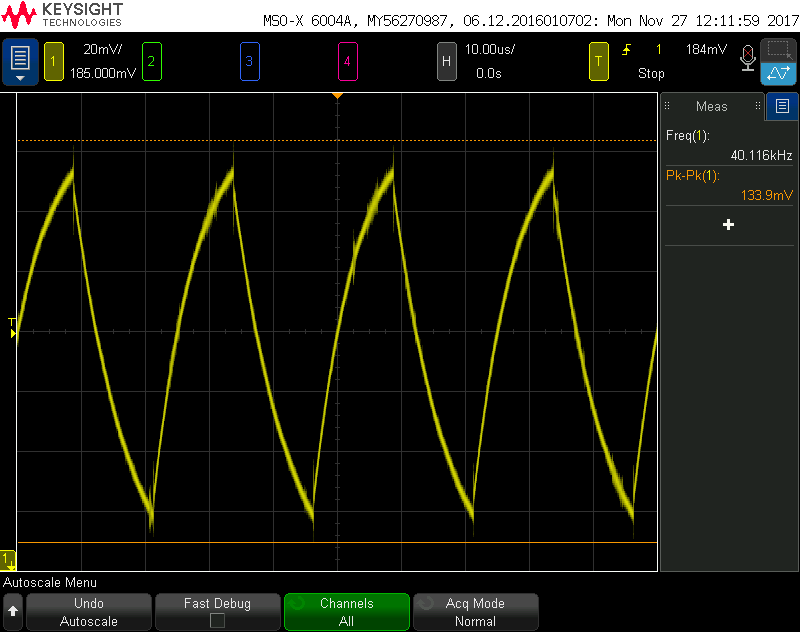 KEYSIGHT
TECHNOLOGIES
MSO-X 6004A, MY56270987, 06.12.2016010702: Mon Nov 27 12:11:59 2017
1 20mV/ 2 3 4 H 10.00us/ T 1 184mV
185.000mV 0.0s Stop
Meas
Freq(1):
40.116kHz
Pk-Pk(1):
133.9mV
+
T
1
Autoscale Menu
Undo Autoscale
Fast Debug
Channels
All
Acq Mode
Normal